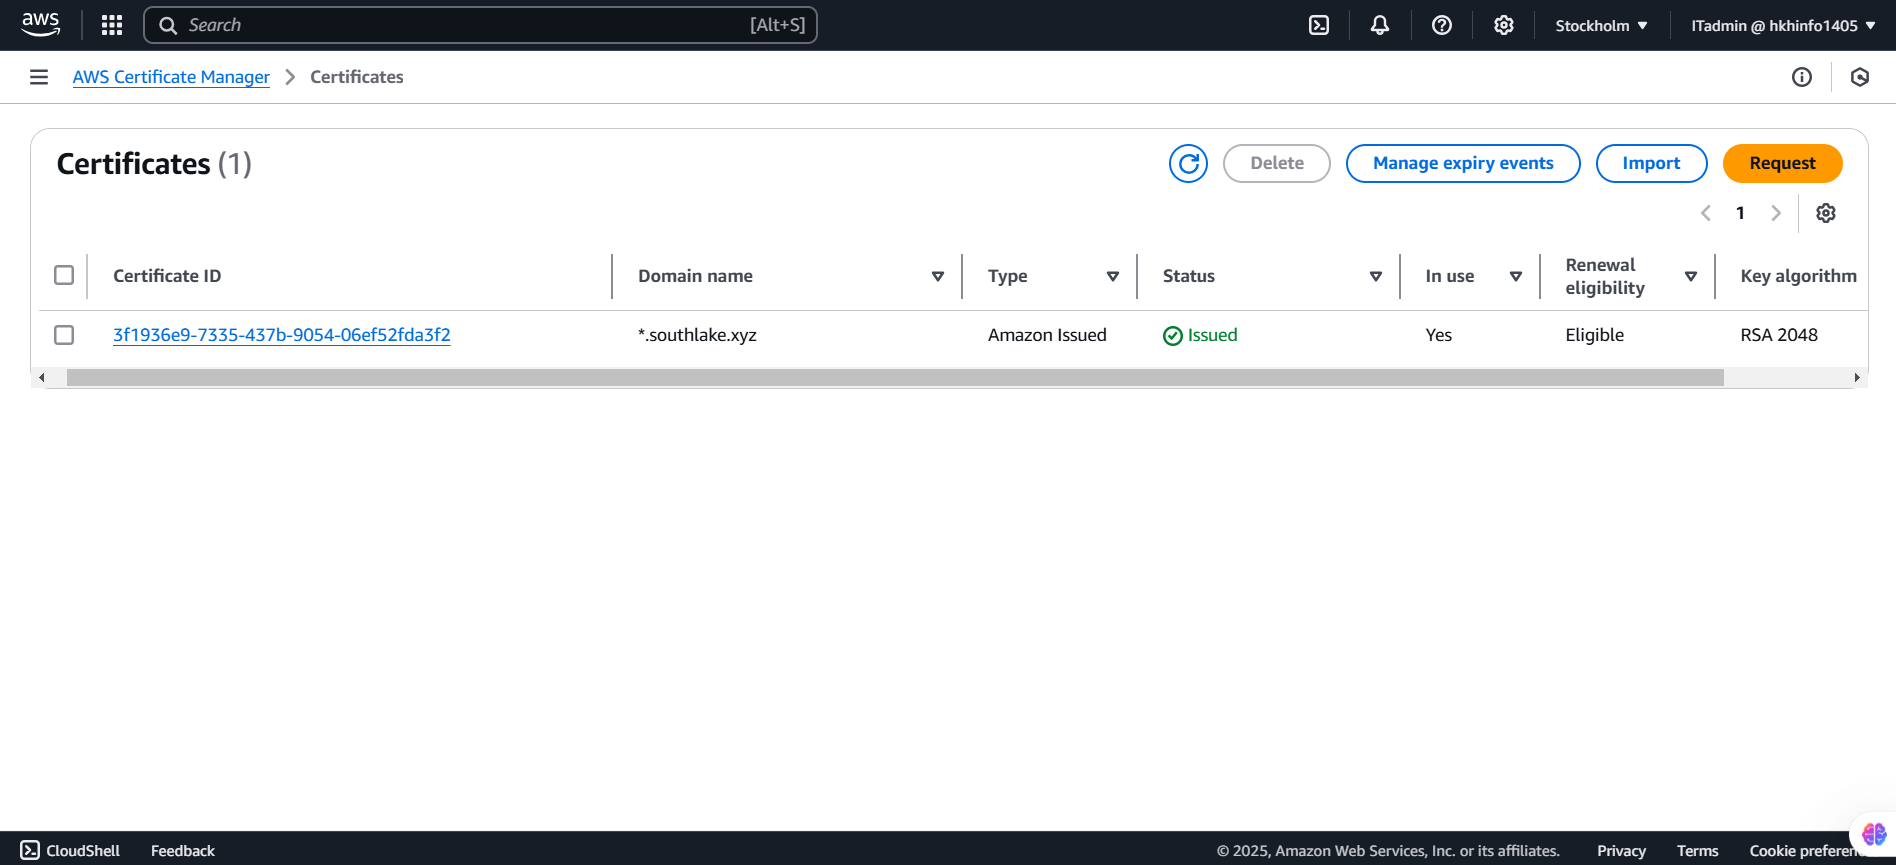 aws
Search [Alt+S]
Stockholm
ITadmin @ hkhinfo1405
AWS Certificate Manager
Certificates
Certificates (1)
Delete
Manage expiry events
Import
Request
1
Certificate ID
Domain name
Type
Status
In use
Renewal
eligibility
Key algorithm
3f1936e9-7335-437b-9054-06ef52fda3f2
*.southlake.xyz
Amazon Issued
Issued
Yes
Eligible
RSA 2048
CloudShell
Feedback
© 2025, Amazon Web Services, Inc. or its affiliates.
Privacy
Terms
Cookie preferen